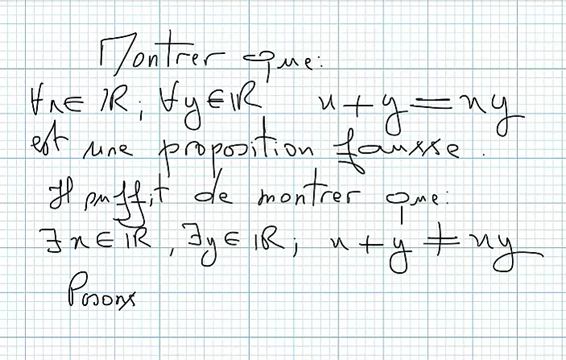 Montrer que:
∀x∈ℝ; ∀y∈ℝ x+y=xy
est une proposition fausse.
Il suffit de montrer que:
∃x∈ℝ, ∃y∈ℝ; x+y≠xy
Posons